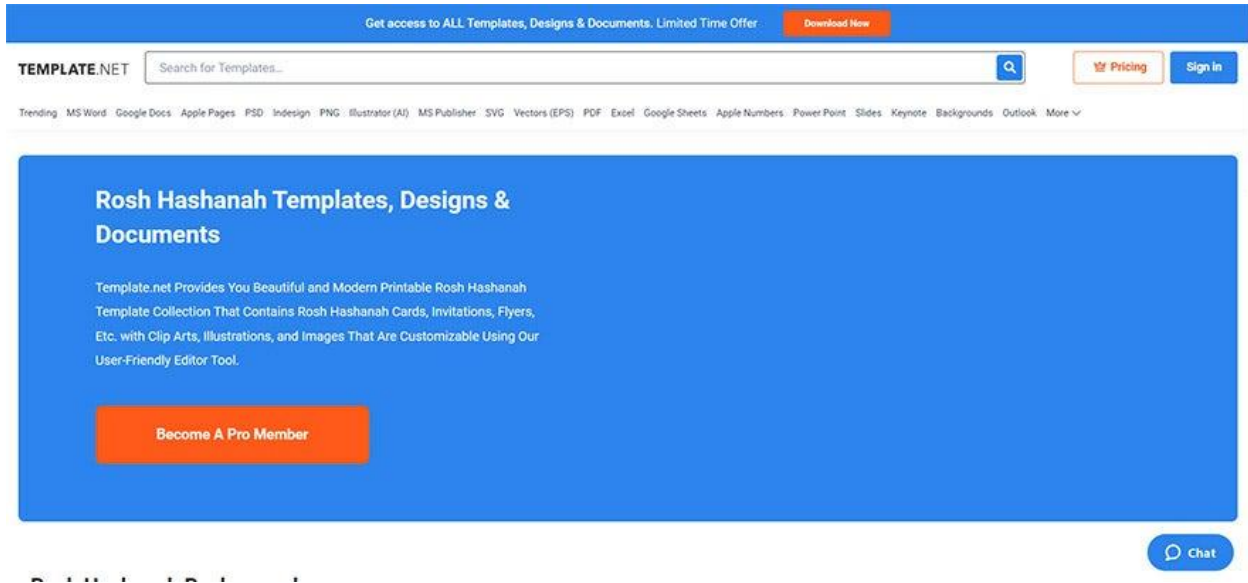 Get access to ALL Templates, Designs & Documents. Limited Time Offer Download Now
TEMPLATE.NET Search for Templates... Pricing Sign in
Trending MS Word Google Docs Apple Pages PSD Indesign PNG Illustrator (AI) MS Publisher SVG Vectors (EPS) PDF Excel Google Sheets Apple Numbers Power Point Slides Keynote Backgrounds Outlook More
Rosh Hashanah Templates, Designs &
Documents
Template.net Provides You Beautiful and Modern Printable Rosh Hashanah
Template Collection That Contains Rosh Hashanah Cards, Invitations, Flyers,
Etc. with Clip Arts, Illustrations, and Images That Are Customizable Using Our
User-Friendly Editor Tool.
Become A Pro Member
Chat